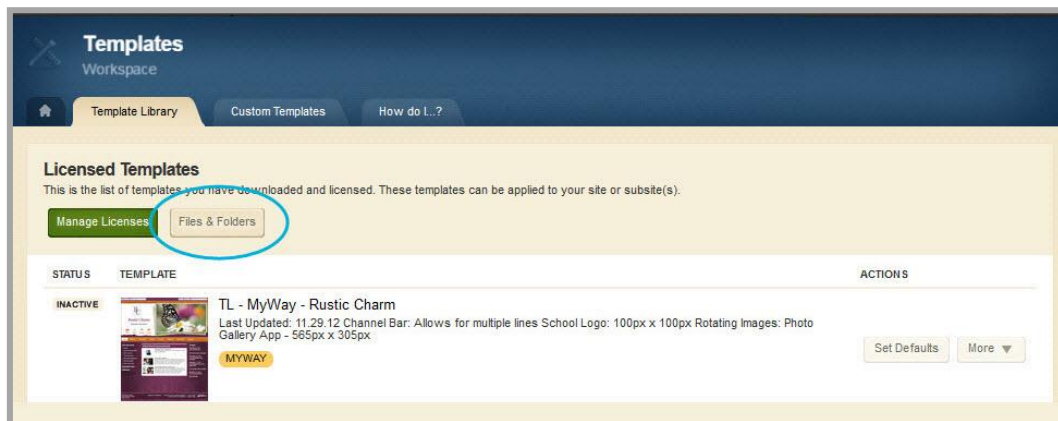 Templates
Workspace
Template Library Custom Templates How do I...?
Licensed Templates
This is the list of templates you have downloaded and licensed. These templates can be applied to your site or subsite(s).
Manage Licenses Files & Folders
STATUS TEMPLATE ACTIONS
INACTIVE TL - MyWay - Rustic Charm
Last Updated: 11.29.12 Channel Bar: Allows for multiple lines School Logo: 100px x 100px Rotating Images: Photo
Gallery App - 565px x 305px
MYWAY Set Defaults More